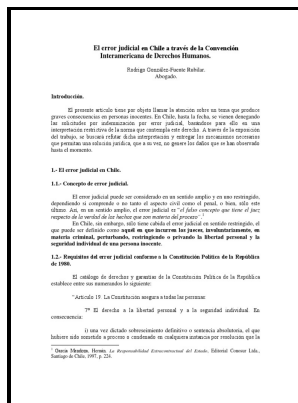 El error judicial en Chile a través de la Convención
Interamericana de Derechos Humanos.
Rodrigo González-Fuente Rubilar.
Abogado.
Introducción.
El presente artículo tiene por objeto llamar la atención sobre un tema que produce
graves consecuencias en personas inocentes. En Chile, hasta la fecha, se vienen denegando
las solicitudes por indemnización por error judicial, basándose para ello en una
interpretación restrictiva de la norma que contempla este derecho. A través de la exposición
del trabajo, se buscará refutar dicha interpretación y entregar los mecanismos necesarios
que permitan una solución jurídica, que a su vez, no genere los daños que se han observado
hasta el momento.
1.- El error judicial en Chile.
1.1.- Concepto de error judicial.
El error judicial puede ser considerado en un sentido amplio y en uno restringido,
dependiendo si comprende o no tanto el aspecto civil como el penal, o bien, sólo este
último. Así, en un sentido amplio, el error judicial es "el falso concepto que tiene el juez
respecto de la verdad de los hechos que son materia del proceso".1
En Chile, sin embargo, sólo tiene cabida el error judicial en sentido restringido, el
que puede ser definido como aquél en que incurren los jueces, involuntariamente, en
materia criminal, perturbando, restringiendo o privando la libertad personal y la
seguridad individual de una persona inocente.
1.2.- Requisitos del error judicial conforme a la Constitución Política de la República
de 1980.
El catálogo de derechos y garantías de la Constitución Política de la República
establece entre sus numerales lo siguiente:
"Artículo 19. La Constitución asegura a todas las personas:
7° El derecho a la libertad personal y a la seguridad individual. En
consecuencia:
i) una vez dictado sobreseimiento definitivo o sentencia absolutoria, el que
hubiere sido sometido a proceso o condenado en cualquiera instancia por resolución que la
1 García Mendoza, Hernán. La Responsabilidad Extracontractual del Estado, Editorial Conosur Ltda.,
Santiago de Chile, 1997, p. 224.